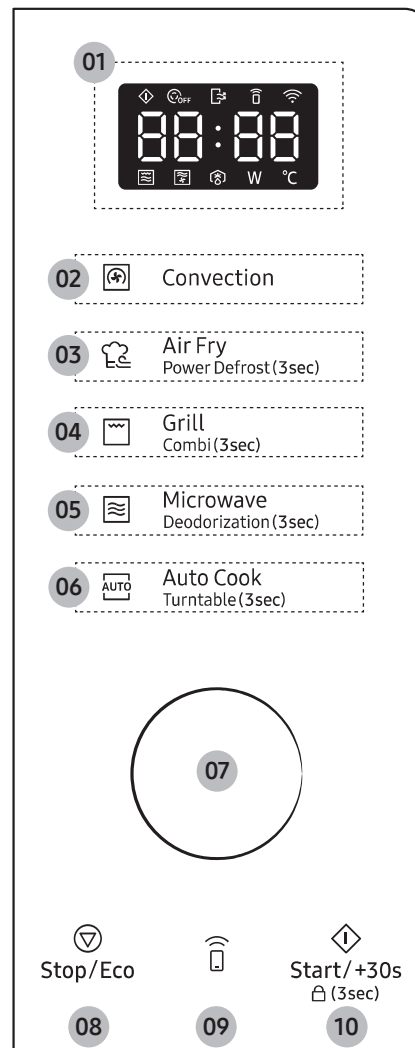 01
OFF
88:88
W °C
02 Convection
03 Air Fry
Power Defrost (3sec)
04 Grill
Combi (3sec)
05 Microwave
Deodorization (3sec)
06 AUTO Auto Cook
Turntable (3sec)
07
Stop/Eco Start/+30s
(3sec)
08 09 10